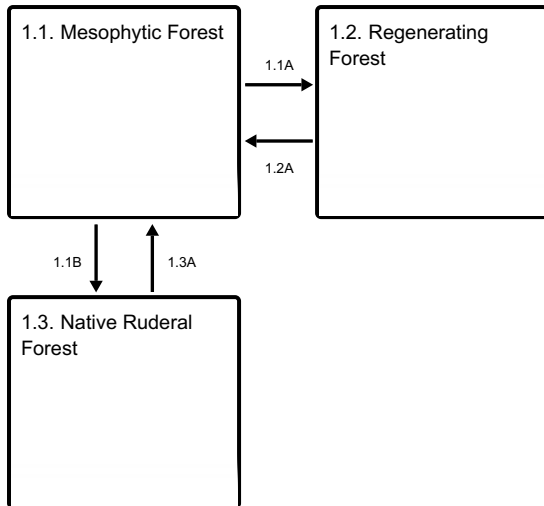 1.1. Mesophytic Forest
1.2. Regenerating
Forest
1.1A
1.2A
1.1B
1.3A
1.3. Native Ruderal
Forest